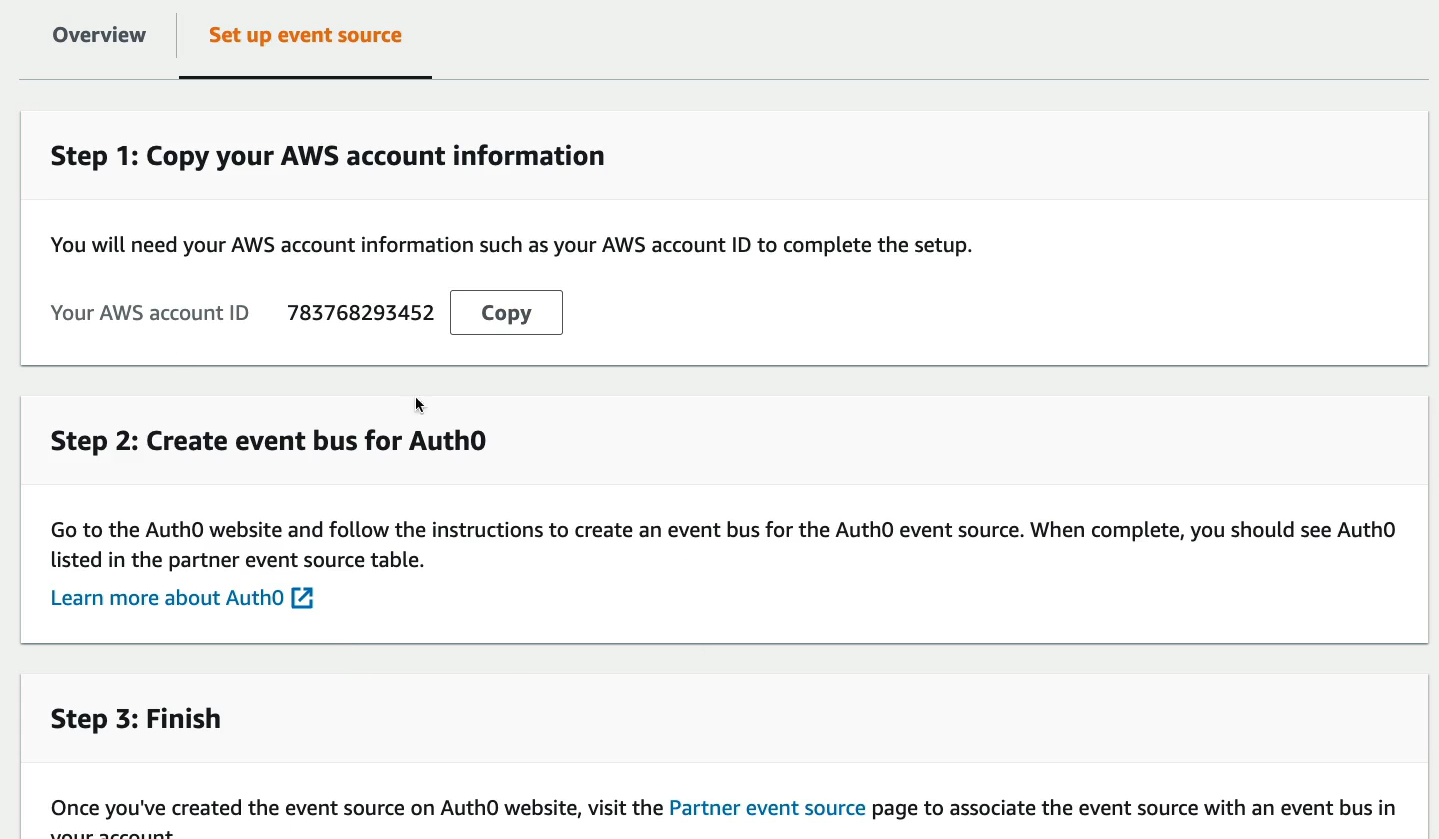 Overview
Set up event source
Step 1: Copy your AWS account information
You will need your AWS account information such as your AWS account ID to complete the setup.
Your AWS account ID 783768293452 Copy
Step 2: Create event bus for Auth0
Go to the Auth0 website and follow the instructions to create an event bus for the Auth0 event source. When complete, you should see Auth0
listed in the partner event source table.
Learn more about Auth0
Step 3: Finish
Once you've created the event source on Auth0 website, visit the Partner event source page to associate the event source with an event bus in
your account.